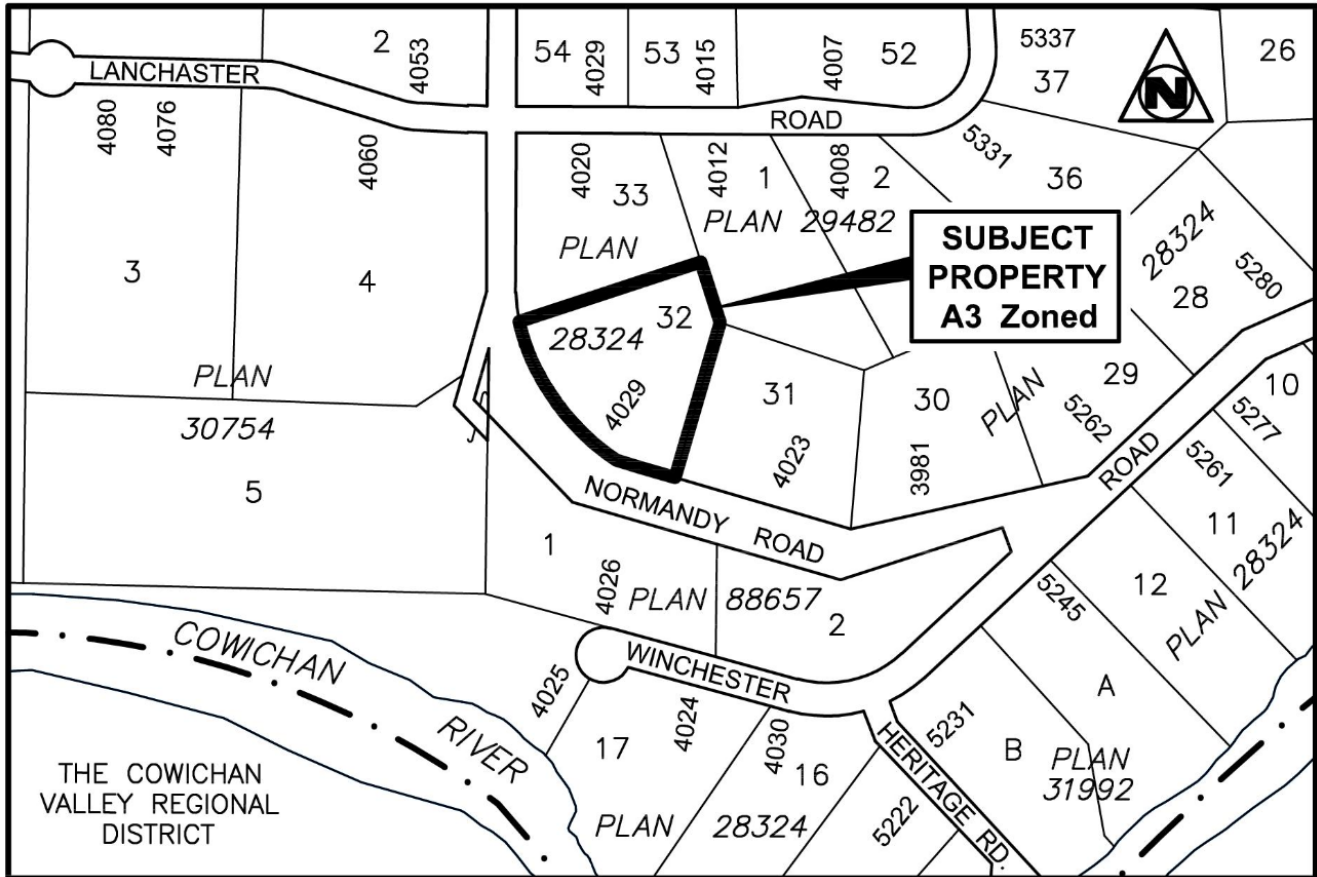 2
4053
54
4029
53
4015
4007
52
5337
37
26
N
LANCHASTER
ROAD
4080
4076
4060
4020
33
4012
1
4008
2
5331
36
PLAN
PLAN 29482
SUBJECT
PROPERTY
A3 Zoned
28324
5280
28
3
4
32
28324
4029
31
4023
30
3981
PLAN
29
5262
10
5277
PLAN
30754
5
NORMANDY ROAD
ROAD
5261
11
28324
1
4026
PLAN 88657
2
5245
12
PLAN
COWICHAN
RIVER
WINCHESTER
4025
17
4024
4030
16
HERITAGE RD.
5231
B
A
PLAN
31992
THE COWICHAN
VALLEY REGIONAL
DISTRICT
PLAN 28324
5222